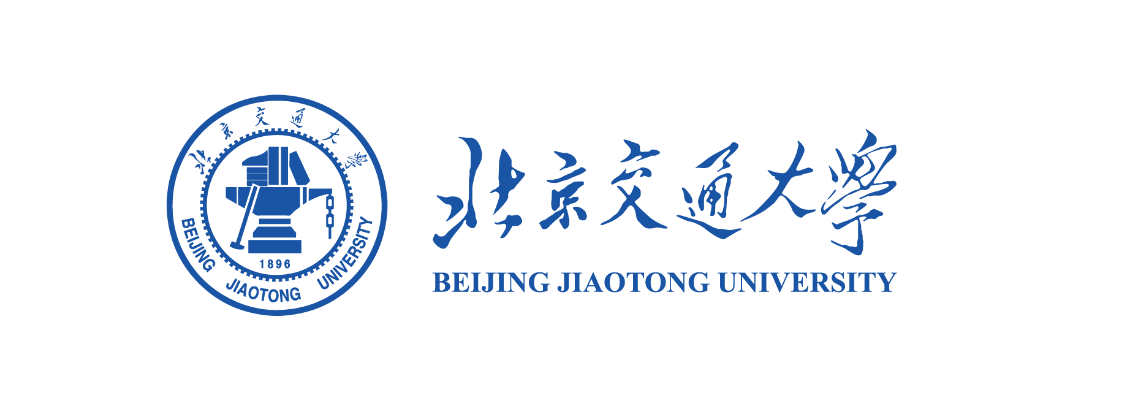 北京交通大學
BEIJING JIAOTONG UNIVERSITY
1896
北京交通大學
BEIJING JIAOTONG UNIVERSITY